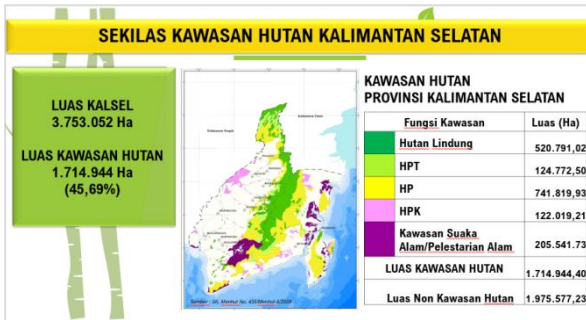 SEKILAS KAWASAN HUTAN KALIMANTAN SELATAN
LUAS KALSEL
3.753.052 Ha
LUAS KAWASAN HUTAN
1.714.944 Ha
(45,69%)
KAWASAN HUTAN
PROVINSI KALIMANTAN SELATAN
Fungsi Kawasan Luas (Ha)
Hutan Lindung 520.791,02
HPT 124.772,50
HP 741.819,93
HPK 122.019,21
Kawasan Suaka
Alam/Pelestarian Alam 205.541,73
LUAS KAWASAN HUTAN 1.714.944,40
Luas Non Kawasan Hutan 1.975.577,23